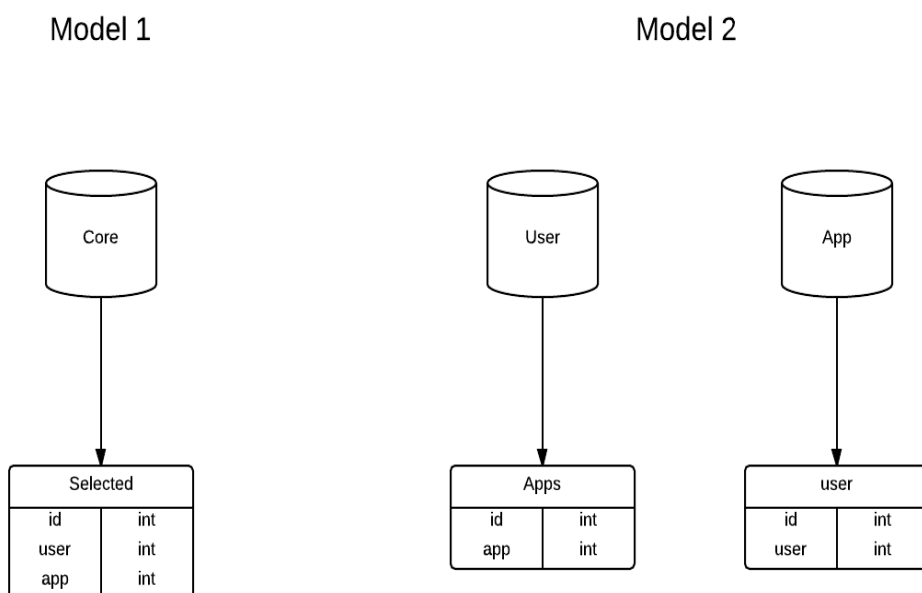 Model 1
Model 2
Core
User
App
Selected
id int
user int
app int
Apps
id int
app int
user
id int
user int